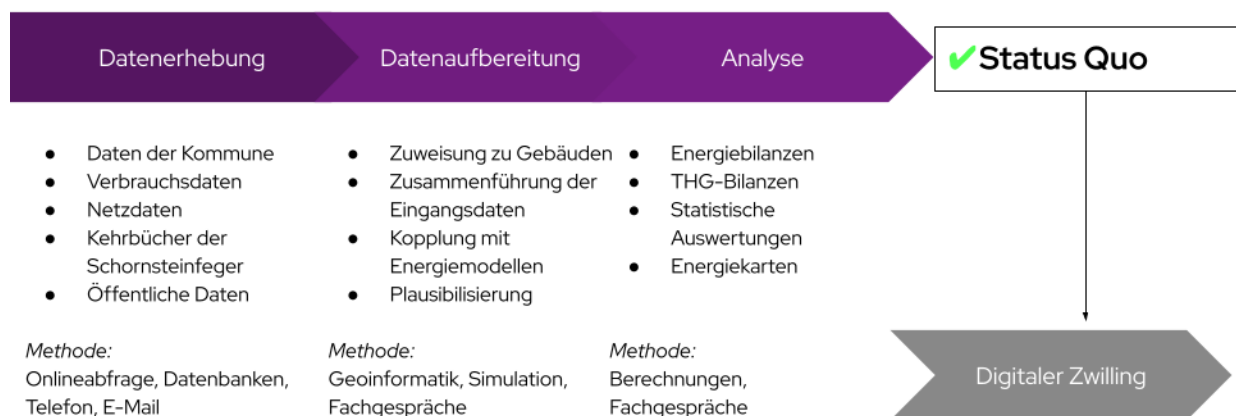 Datenerhebung
Datenaufbereitung
Analyse
✔Status Quo
● Daten der Kommune
● Verbrauchsdaten
● Netzdaten
● Kehrbücher der
Schornsteinfeger
● Öffentliche Daten
Methode:
Onlineabfrage, Datenbanken,
Telefon, E-Mail
● Zuweisung zu Gebäuden
● Zusammenführung der
Eingangsdaten
● Kopplung mit
Energiemodellen
● Plausibilisierung
Methode:
Geoinformatik, Simulation,
Fachgespräche
● Energiebilanzen
● THG-Bilanzen
● Statistische
Auswertungen
● Energiekarten
Methode:
Berechnungen,
Fachgespräche
Digitaler Zwilling